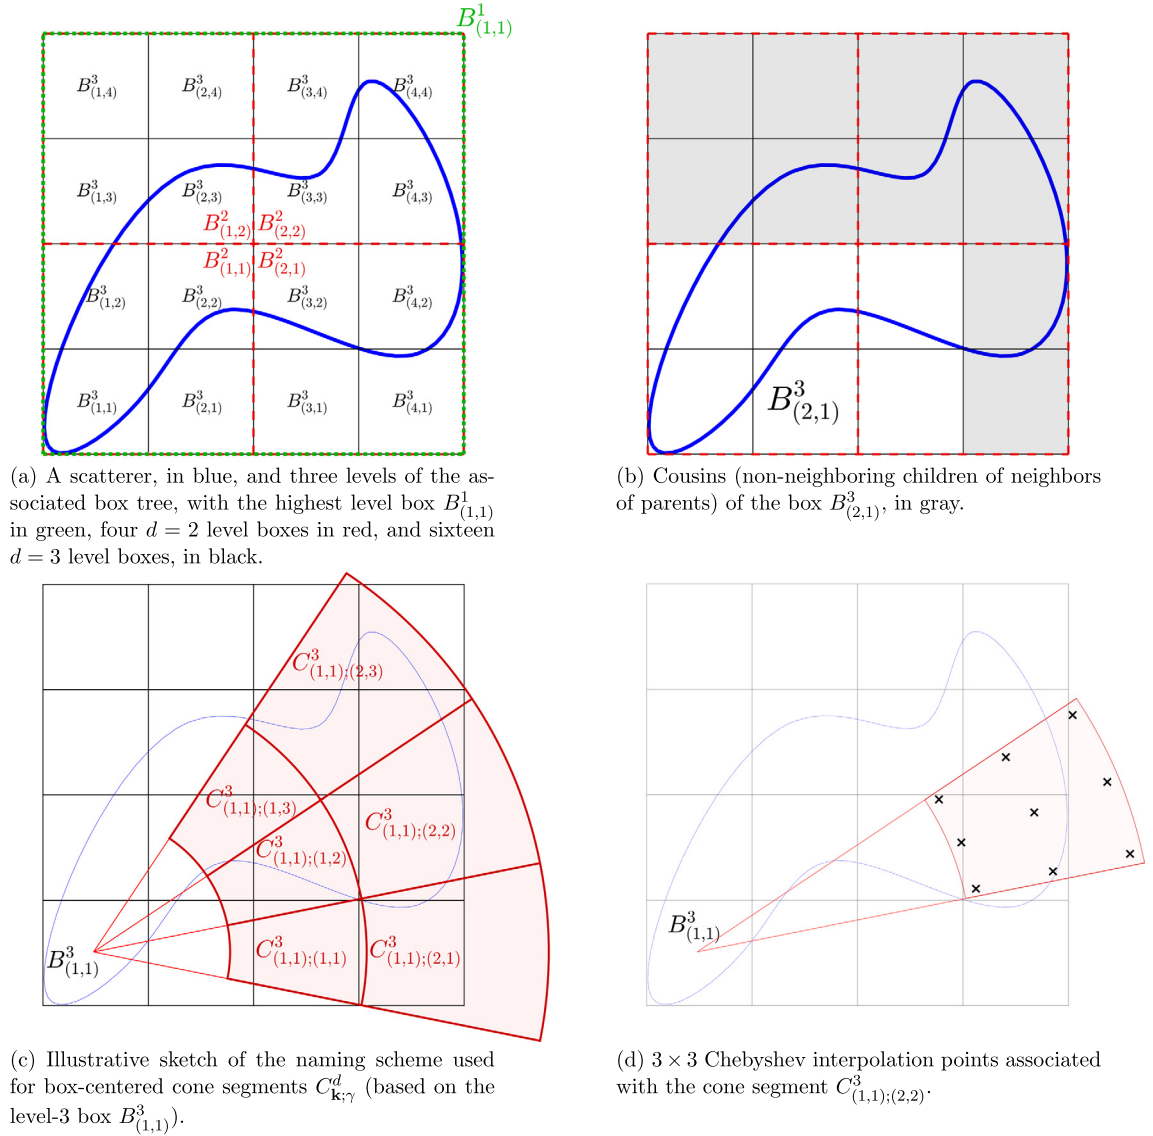 B^1_{(1,1)}
B^3_{(1,4)} B^3_{(2,4)} B^3_{(3,4)} B^3_{(4,4)}
B^3_{(1,3)} B^3_{(2,3)} B^3_{(3,3)} B^3_{(4,3)}
B^2_{(1,2)} B^2_{(2,2)}
B^2_{(1,1)} B^2_{(2,1)}
B^3_{(1,2)} B^3_{(2,2)} B^3_{(3,2)} B^3_{(4,2)}
B^3_{(1,1)} B^3_{(2,1)} B^3_{(3,1)} B^3_{(4,1)}
(a) A scatterer, in blue, and three levels of the as-
sociated box tree, with the highest level box B^1_{(1,1)}
in green, four d = 2 level boxes in red, and sixteen
d = 3 level boxes, in black.
B^3_{(2,1)}
(b) Cousins (non-neighboring children of neighbors
of parents) of the box B^3_{(2,1)}, in gray.
C^3_{(1,1);(2,3)}
C^3_{(1,1);(1,3)}
C^3_{(1,1);(2,2)}
C^3_{(1,1);(1,2)}
C^3_{(1,1);(1,1)} C^3_{(1,1);(2,1)}
B^3_{(1,1)}
(c) Illustrative sketch of the naming scheme used
for box-centered cone segments C^d_{k;γ} (based on the
level-3 box B^3_{(1,1)}).
B^3_{(1,1)}
(d) 3 × 3 Chebyshev interpolation points associated
with the cone segment C^3_{(1,1);(2,2)}.